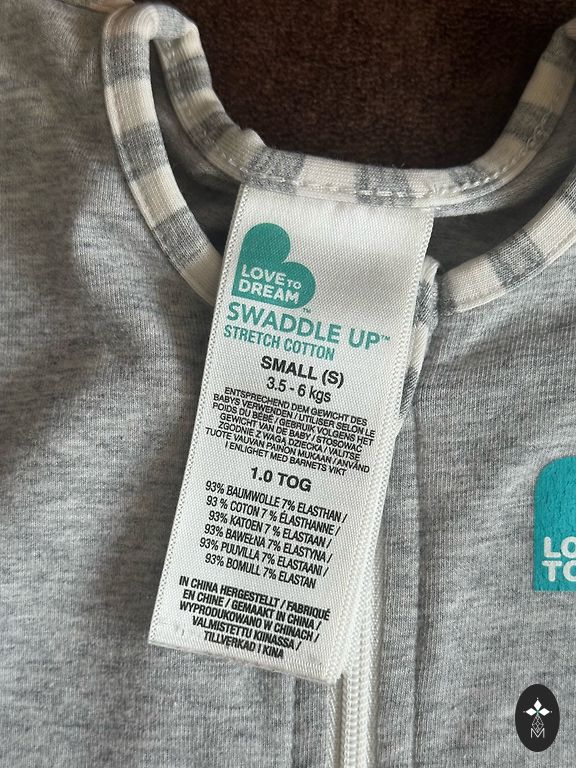 LOVE TO
DREAM™
SWADDLE UP™
STRETCH COTTON
SMALL (S)
3.5 - 6 kgs
ENTSPRECHEND DEM GEWICHT DES
BABYS VERWENDEN / UTILISER SELON LE
POIDS DU BÉBÉ / GEBRUIK VOLGENS HET
GEWICHT VAN DE BABY / STOSOWAĆ
ZGODNIE Z WAGĄ DZIECKA / VALITSE
TUOTE VAUVAN PAINON MUKAAN / ANVÄND
I ENLIGHET MED BARNETS VIKT
1.0 TOG
93% BAUMWOLLE 7% ELASTHAN /
93 % COTON 7 % ÉLASTHANNE /
93% KATOEN 7% ELASTAAN /
93% BAWEŁNA 7% ELASTYNA /
93% PUUVILLA 7% ELASTAANI /
93% BOMULL 7% ELASTAN
IN CHINA HERGESTELLT / FABRIQUÉ
EN CHINE / GEMAAKT IN CHINA /
WYPRODUKOWANO W CHINACH /
VALMISTETTU KIINASSA /
TILLVERKAD I KINA
LO
TO
M